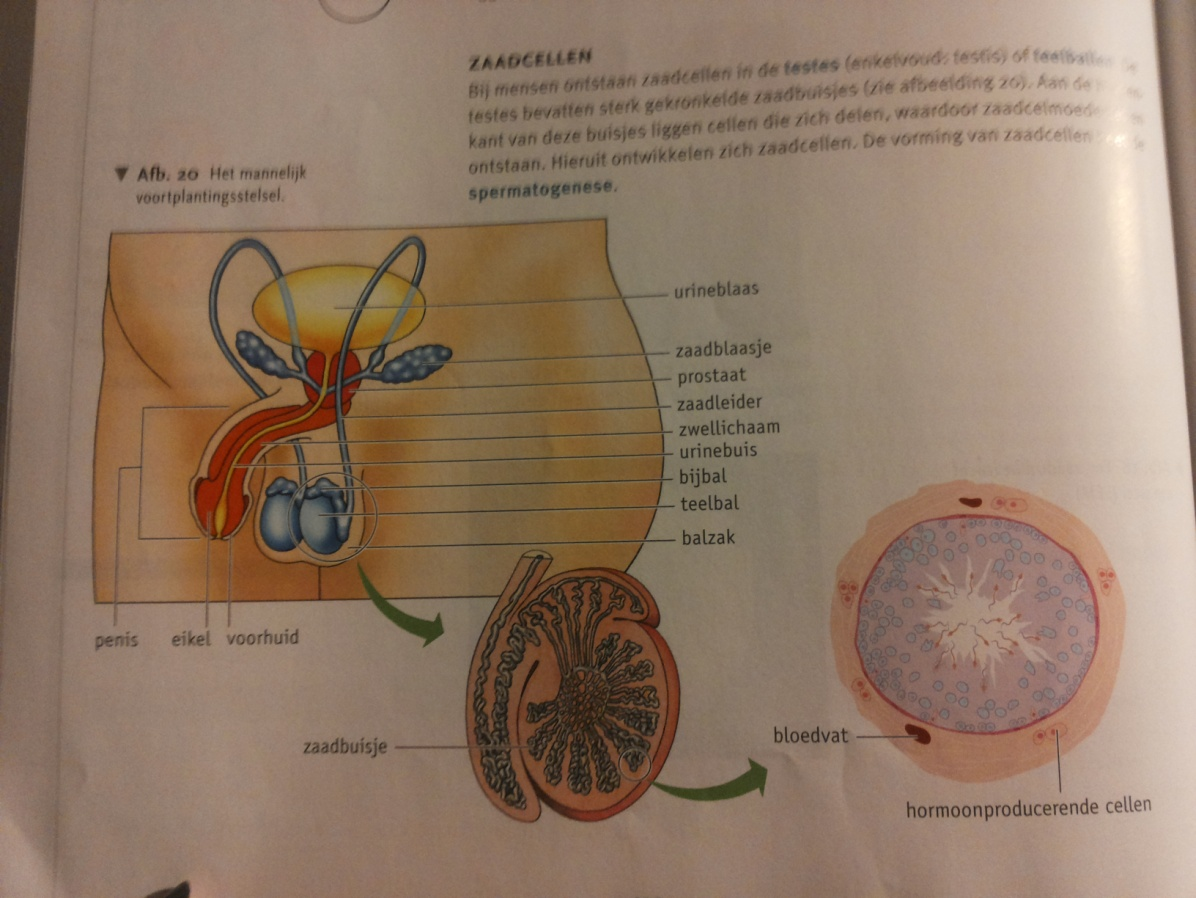 ZAADCELLEN
Bij mensen ontstaan zaadcellen in de testes (enkelvoud: testis) of teelballen. De
testes bevatten sterk gekronkelde zaadbuisjes (zie afbeelding 20). Aan de
kant van deze buisjes liggen cellen die zich delen, waardoor
ontstaan. Hieruit ontwikkelen zich zaadcellen. De vorming van zaadcellen
spermatogenese.
▼ Afb. 20 Het mannelijk
voortplantingsstelsel.
urineblaas
zaadblaasje
prostaat
zaadleider
zwellichaam
urinebuis
bijbal
teelbal
balzak
penis eikel voorhuid
zaadbuisje
bloedvat
hormoonproducerende cellen